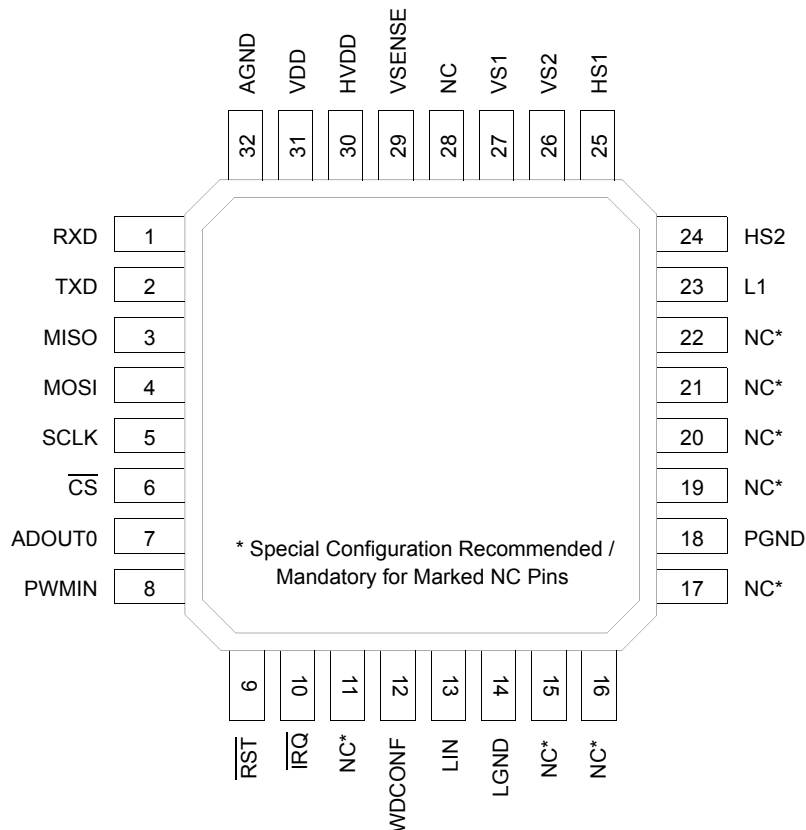 AGND
VDD
HVDD
VSENSE
NC
VS1
VS2
HS1
32
31
30
29
28
27
26
25
RXD 1
TXD 2
MISO 3
MOSI 4
SCLK 5
CS 6
ADOUT0 7
PWMIN 8
24 HS2
23 L1
22 NC*
21 NC*
20 NC*
19 NC*
18 PGND
17 NC*
* Special Configuration Recommended /
Mandatory for Marked NC Pins
9
10
11
12
13
14
15
16
RST
IRQ
NC*
WDCONF
LIN
LGND
NC*
NC*